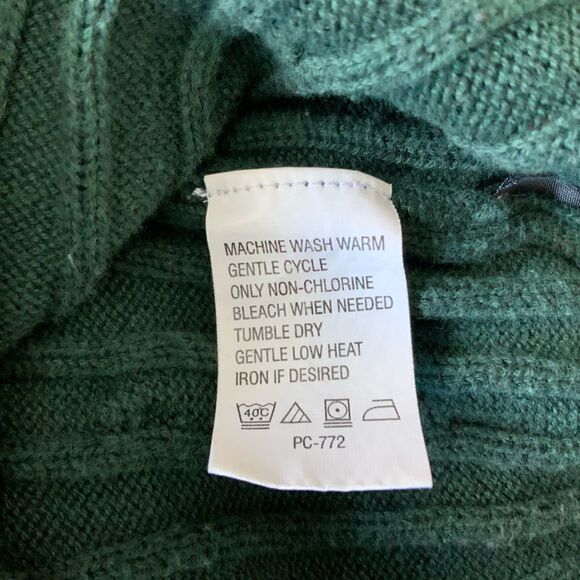 MACHINE WASH WARM
GENTLE CYCLE
ONLY NON-CHLORINE
BLEACH WHEN NEEDED
TUMBLE DRY
GENTLE LOW HEAT
IRON IF DESIRED
40C
PC-772